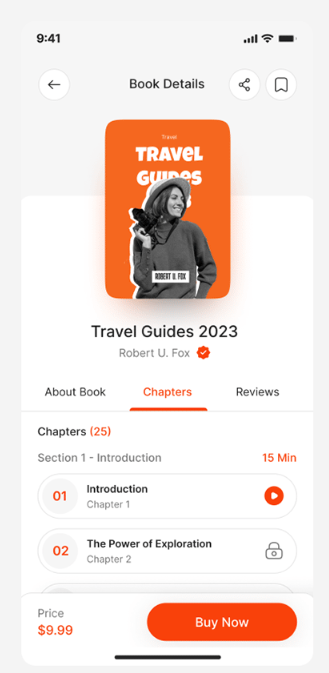 9:41
Book Details
Travel
TRAVEL
GUIDES
ROBERT U. FOX
Travel Guides 2023
Robert U. Fox
About Book
Chapters
Reviews
Chapters (25)
Section 1 - Introduction
15 Min
01
Introduction
Chapter 1
02
The Power of Exploration
Chapter 2
Price
$9.99
Buy Now